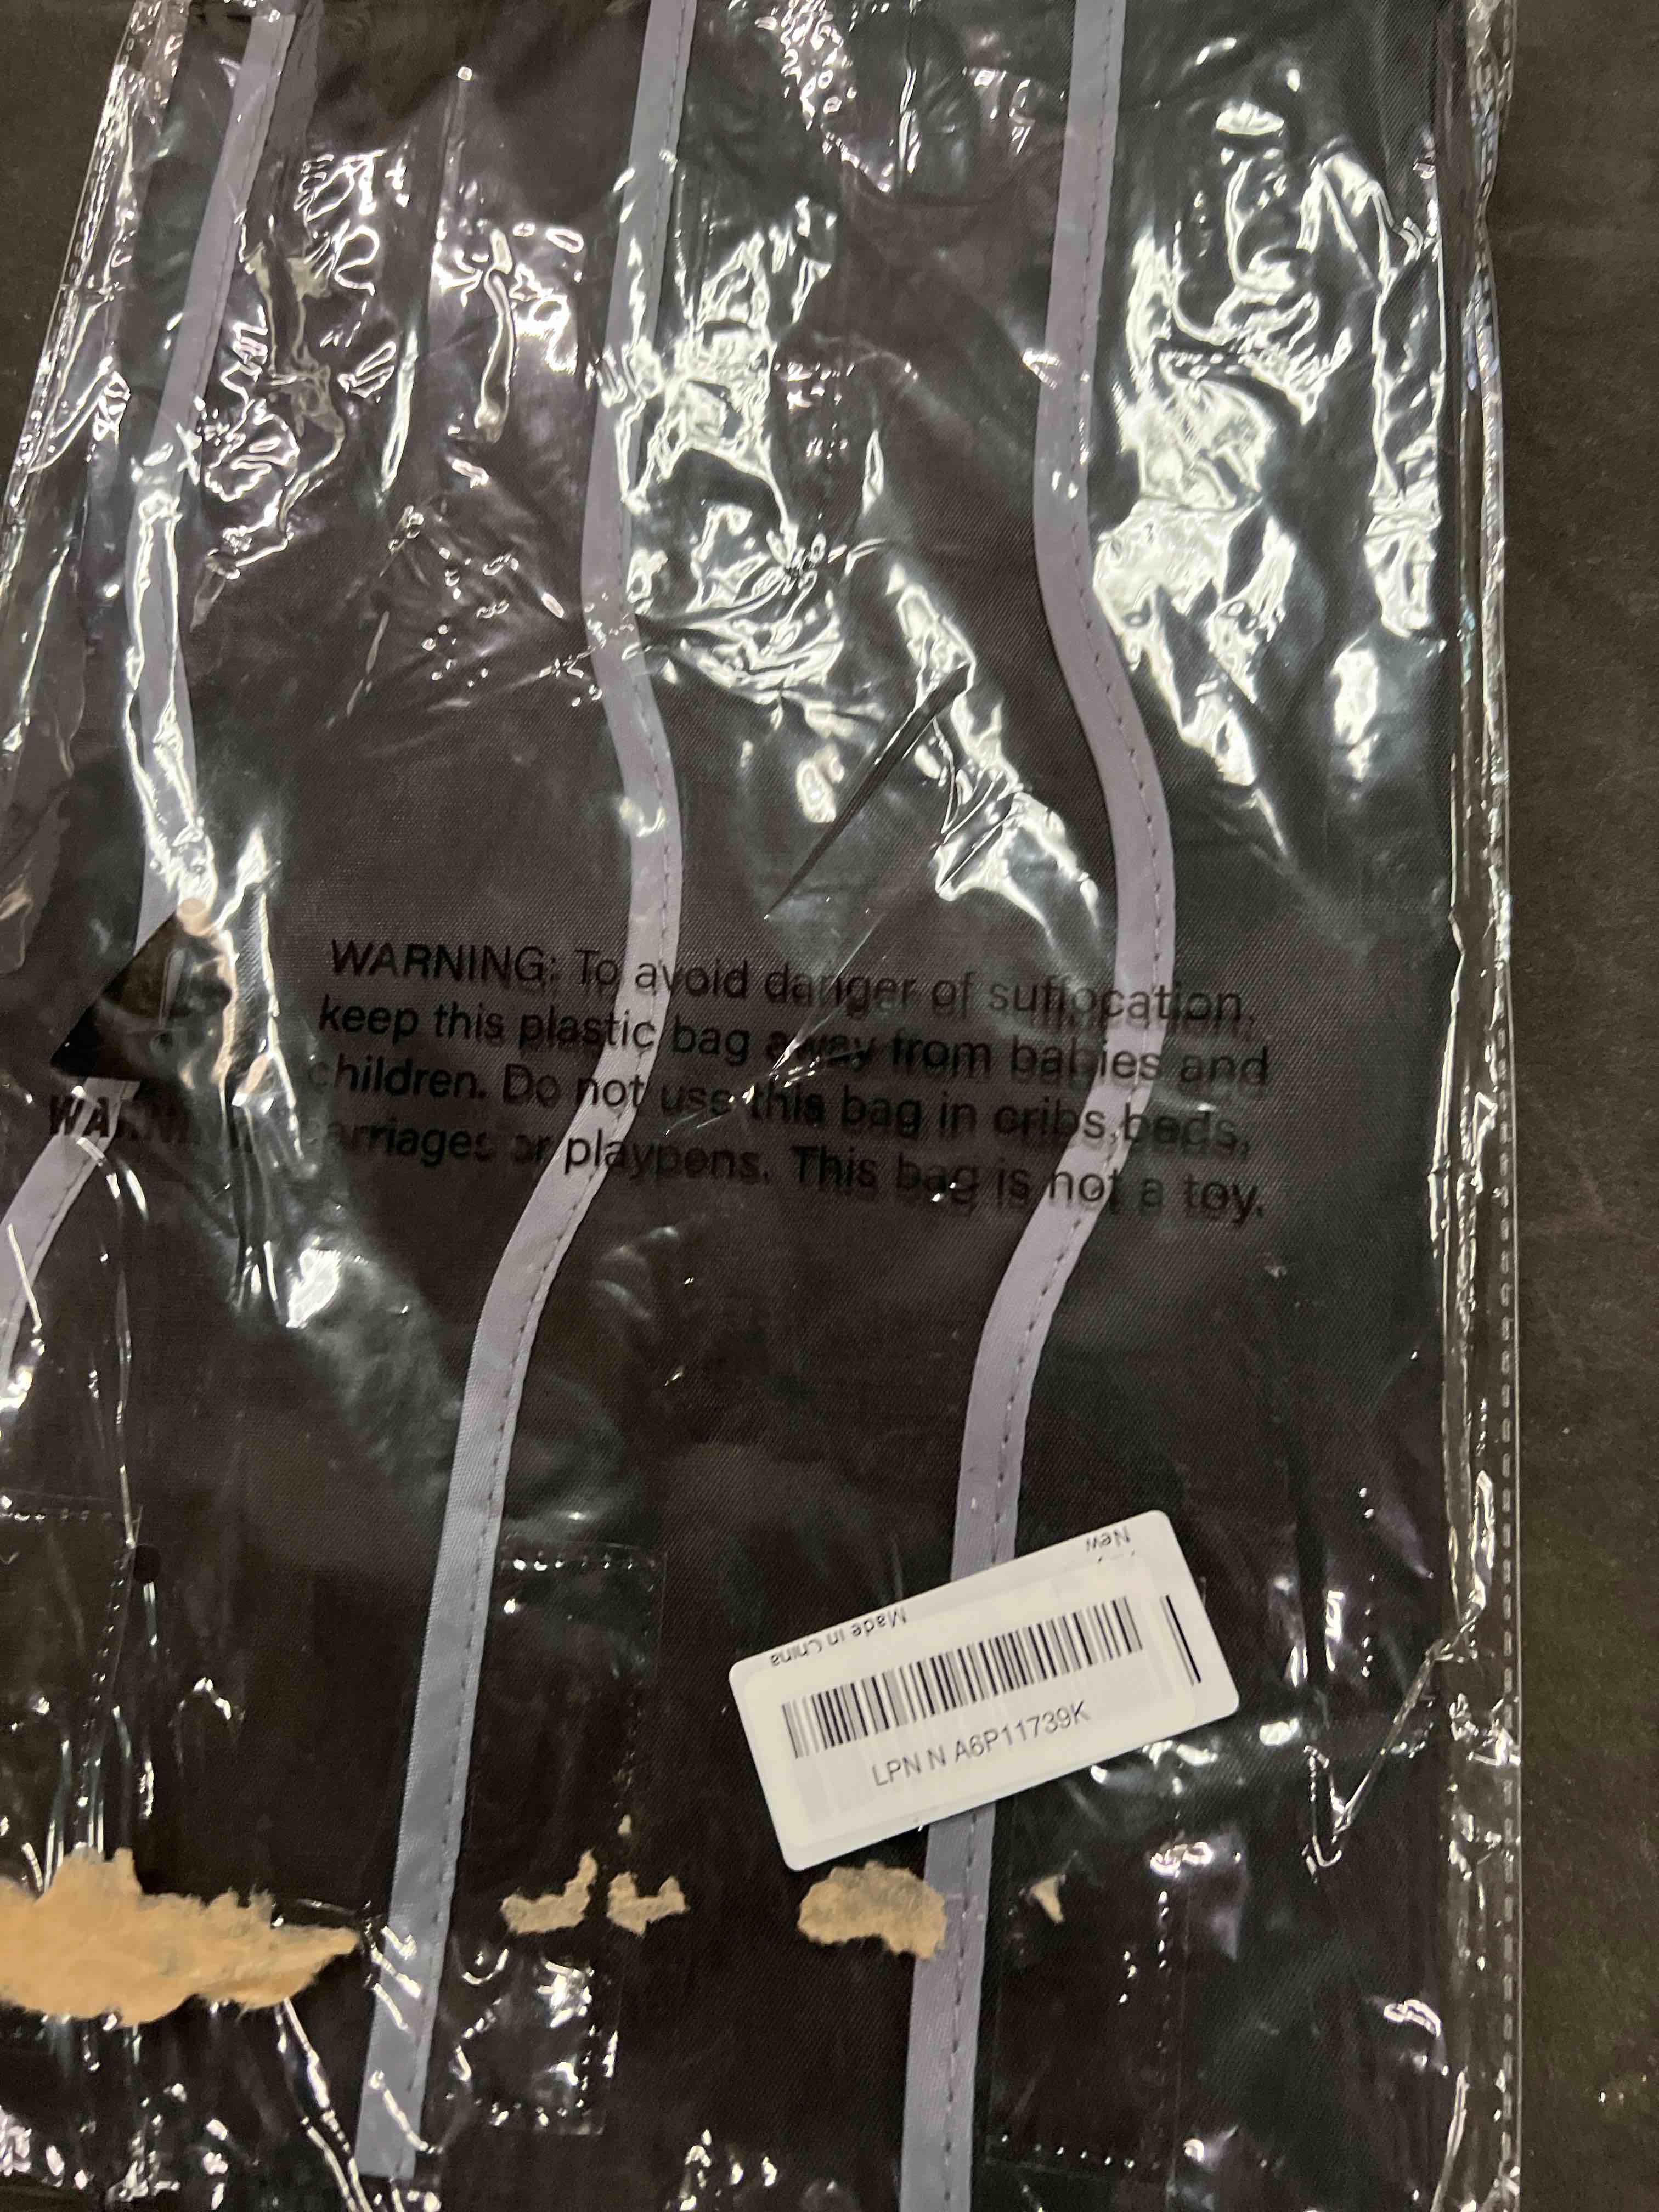 WARNING: To avoid danger of suffocation,
keep this plastic bag away from babies and
children. Do not use this bag in cribs, beds,
carriages or playpens. This bag is not a toy.
New
Made in China
LPN N A6P11739K